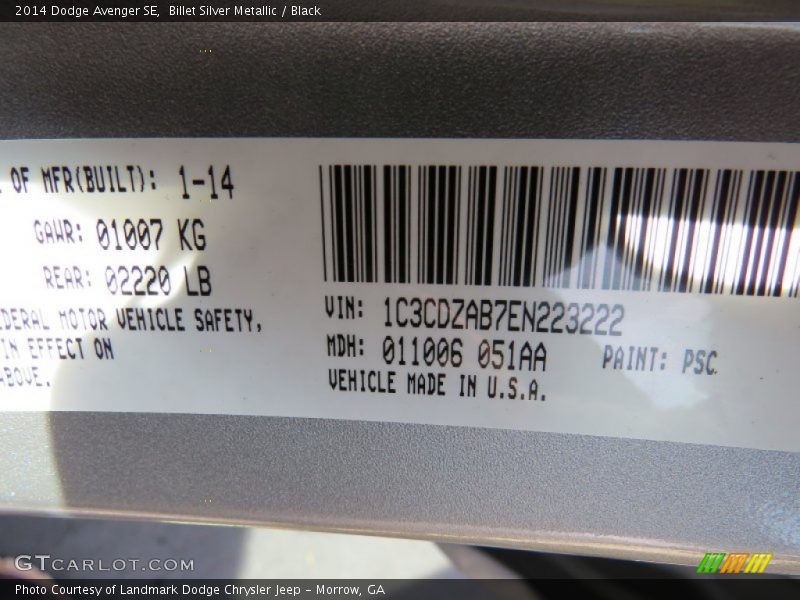 2014 Dodge Avenger SE, Billet Silver Metallic / Black
OF MFR(BUILT): 1-14
GAWR: 01007 KG
REAR: 02220 LB
MOTOR VEHICLE SAFETY,
IN EFFECT ON
ABOVE.
VIN: 1C3CDZAB7EN223222
MDH: 011006 051AA PAINT: PSC
VEHICLE MADE IN U.S.A.
GTCARLOT.COM
Photo Courtesy of Landmark Dodge Chrysler Jeep – Morrow, GA